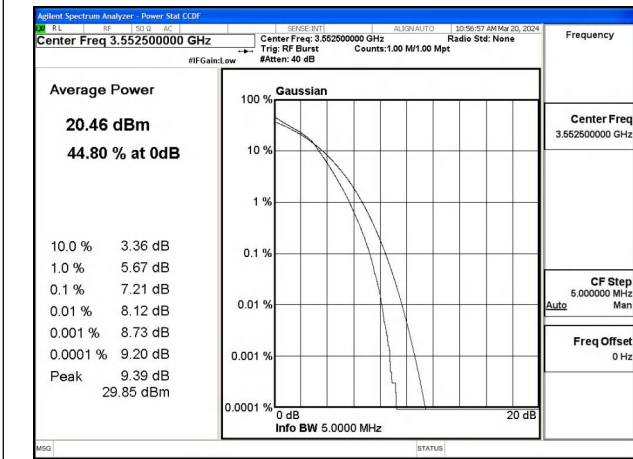 Agilent Spectrum Analyzer - Power Stat CCDF
RL RF 50 Ω AC SENSE:INT ALIGN AUTO 10:56:57 AM Mar 20, 2024
Center Freq 3.552500000 GHz
Center Freq: 3.552500000 GHz Radio Std: None
Trig: RF Burst Counts:1.00 M/1.00 Mpt
#IFGain:Low #Atten: 40 dB
Frequency
Average Power
20.46 dBm
44.80 % at 0dB
10.0 % 3.36 dB
1.0 % 5.67 dB
0.1 % 7.21 dB
0.01 % 8.12 dB
0.001 % 8.73 dB
0.0001 % 9.20 dB
Peak 9.39 dB
29.85 dBm
Gaussian
100 %
10 %
1 %
0.1 %
0.01 %
0.001 %
0.0001 %
0 dB 20 dB
Info BW 5.0000 MHz
Center Freq
3.552500000 GHz
CF Step
5.000000 MHz
Auto Man
Freq Offset
0 Hz
MSG STATUS